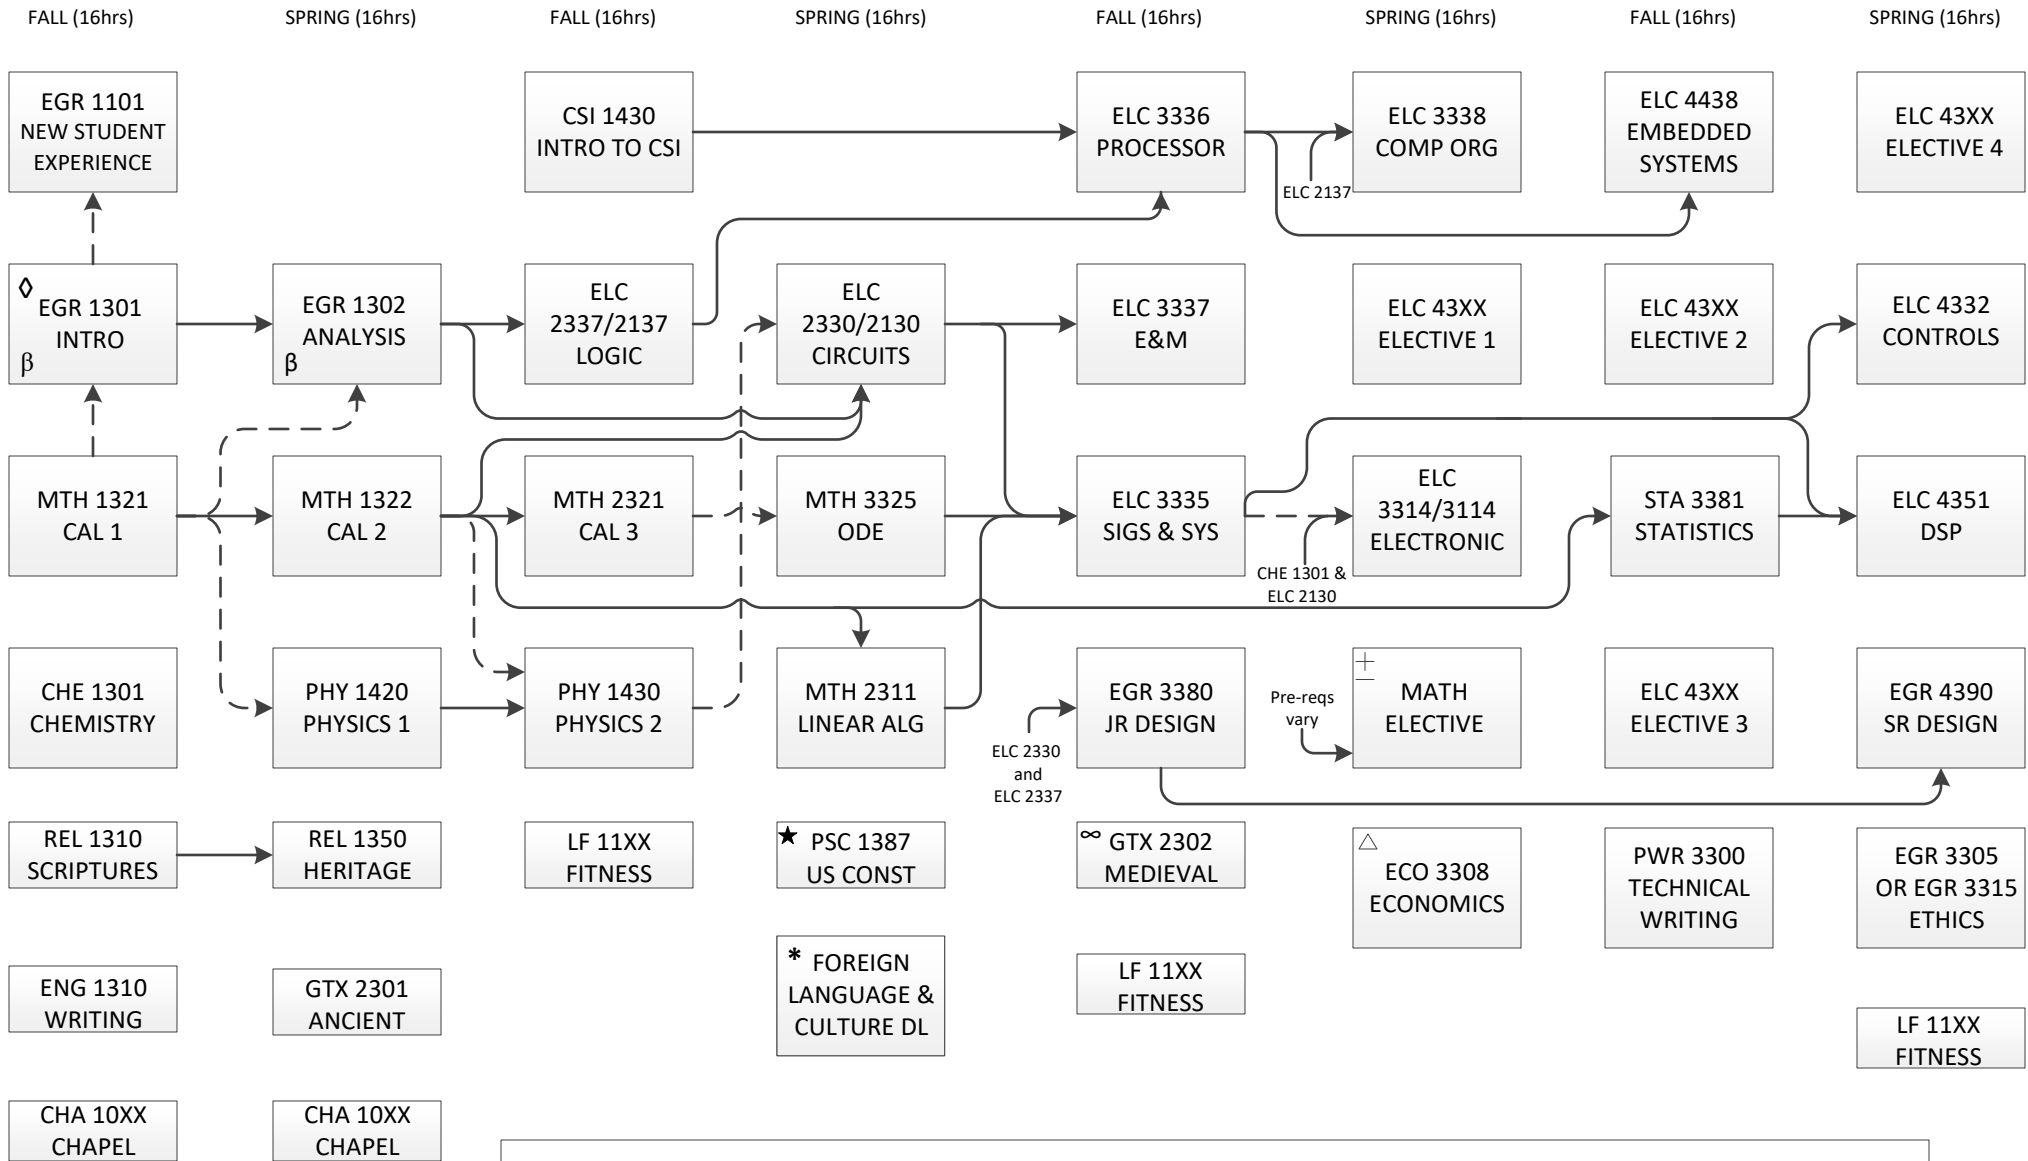 FALL (16hrs)
SPRING (16hrs)
FALL (16hrs)
SPRING (16hrs)
FALL (16hrs)
SPRING (16hrs)
FALL (16hrs)
SPRING (16hrs)
EGR 1101
NEW STUDENT
EXPERIENCE
CSI 1430
INTRO TO CSI
ELC 3336
PROCESSOR
ELC 3338
COMP ORG
ELC 2137
ELC 4438
EMBEDDED
SYSTEMS
ELC 43XX
ELECTIVE 4
◊
EGR 1301
INTRO
β
EGR 1302
ANALYSIS
β
ELC
2337/2137
LOGIC
ELC
2330/2130
CIRCUITS
ELC 3337
E&M
ELC 43XX
ELECTIVE 1
ELC 43XX
ELECTIVE 2
ELC 4332
CONTROLS
MTH 1321
CAL 1
MTH 1322
CAL 2
MTH 2321
CAL 3
MTH 3325
ODE
ELC 3335
SIGS & SYS
ELC
3314/3114
ELECTRONIC
CHE 1301 &
ELC 2130
STA 3381
STATISTICS
ELC 4351
DSP
CHE 1301
CHEMISTRY
PHY 1420
PHYSICS 1
PHY 1430
PHYSICS 2
MTH 2311
LINEAR ALG
EGR 3380
JR DESIGN
ELC 2330
and
ELC 2337
Pre-reqs
vary
±
MATH
ELECTIVE
ELC 43XX
ELECTIVE 3
EGR 4390
SR DESIGN
REL 1310
SCRIPTURES
REL 1350
HERITAGE
LF 11XX
FITNESS
★ PSC 1387
US CONST
∞ GTX 2302
MEDIEVAL
△
ECO 3308
ECONOMICS
PWR 3300
TECHNICAL
WRITING
EGR 3305
OR EGR 3315
ETHICS
ENG 1310
WRITING
GTX 2301
ANCIENT
* FOREIGN
LANGUAGE &
CULTURE DL
LF 11XX
FITNESS
LF 11XX
FITNESS
CHA 10XX
CHAPEL
CHA 10XX
CHAPEL